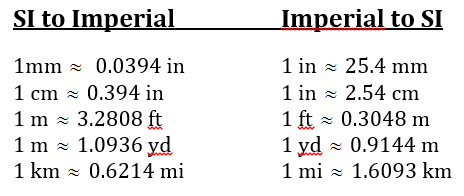 SI to Imperial    Imperial to SI
1mm ≈ 0.0394 in    1 in ≈ 25.4 mm
1 cm ≈ 0.394 in    1 in ≈ 2.54 cm
1 m ≈ 3.2808 ft    1 ft ≈ 0.3048 m
1 m ≈ 1.0936 yd    1 yd ≈ 0.9144 m
1 km ≈ 0.6214 mi    1 mi ≈ 1.6093 km